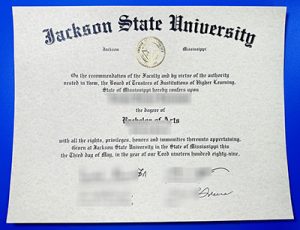 Jackson State University
Jackson Mississippi
On the recommendation of the Faculty and by virtue of the authority
vested in them, the Board of Trustees of Institutions of Higher Learning,
State of Mississippi hereby confers upon
the degree of
Bachelor of Arts
with all the rights, privileges, honors and immunities thereunto appertaining.
Given at Jackson State University in the State of Mississippi this
the Third day of May, in the year of our Lord nineteen hundred eighty-nine.